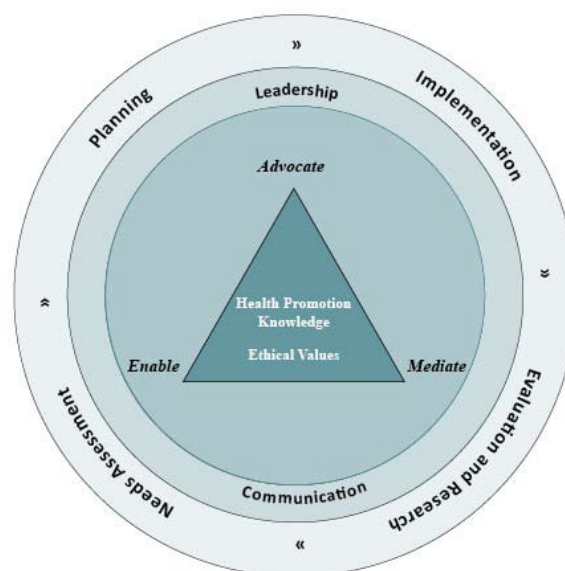 »
Planning
Implementation
Leadership
Advocate
»
»
Health Promotion
Knowledge
Ethical Values
Enable
Mediate
Needs Assessment
Evaluation and Research
Communication
»